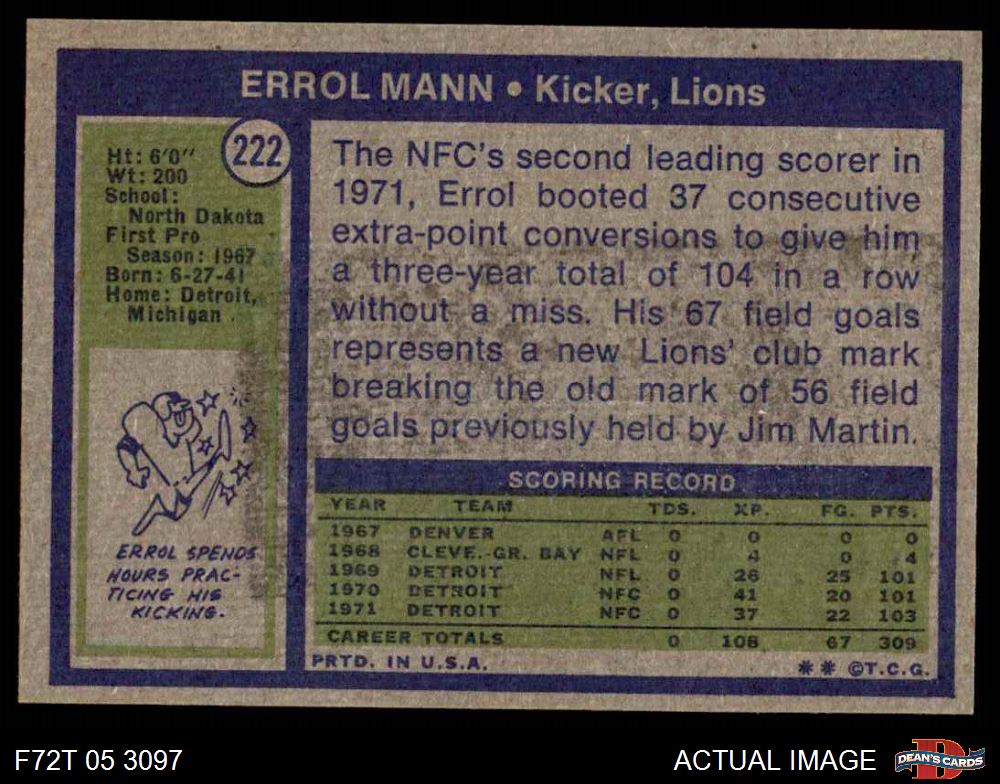 ERROL MANN • Kicker, Lions
222
Ht: 6'0"
Wt: 200
School:
North Dakota
First Pro
Season: 1967
Born: 6-27-41
Home: Detroit,
Michigan
ERROL SPENDS
HOURS PRAC-
TICING HIS
KICKING.
The NFC's second leading scorer in
1971, Errol booted 37 consecutive
extra-point conversions to give him
a three-year total of 104 in a row
without a miss. His 67 field goals
represents a new Lions' club mark
breaking the old mark of 56 field
goals previously held by Jim Martin.
SCORING RECORD
YEAR TEAM TDS. XP. FG. PTS.
1967 DENVER AFL 0 0 0 0
1968 CLEVE.-GR. BAY NFL 0 4 0 4
1969 DETROIT NFL 0 26 25 101
1970 DETROIT NFC 0 41 20 101
1971 DETROIT NFC 0 37 22 103
CAREER TOTALS 0 108 67 309
PRTD. IN U.S.A. ** ©T.C.G.
F72T 05 3097
ACTUAL IMAGE
D
DEAN'S CARDS